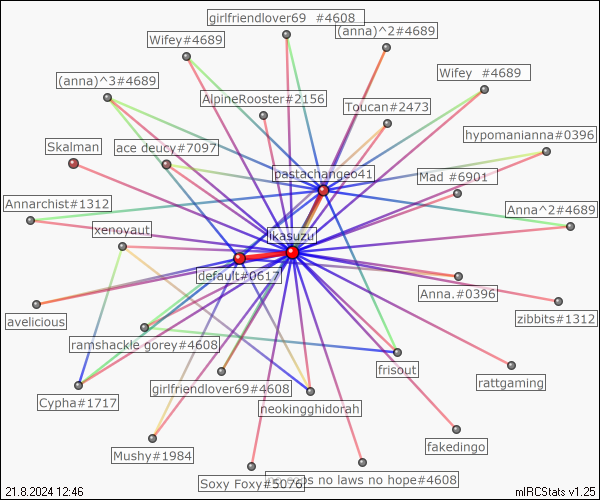 girlfriendlover69 #4608
(anna)^2#4689
Wifey#4689
Wifey #4689
(anna)^3#4689
AlpineRooster#2156
Toucan#2473
hypomanianna#0396
Skalman
ace deucy#7097
pastachangeo41
Mad #6901
Annarchist#1312
Anna^2#4689
xenoyaut
ikasuzu
default#0617
Anna.#0396
avelicious
zibbits#1312
ramshackle gorey#4608
frisout
rattgaming
girlfriendlover69#4608
Cypha#1717
neokingghidorah
fakedingo
Mushy#1984
Soxy Foxy#5076
no laws no hope#4608
21.8.2024 12:46
mIRCStats v1.25